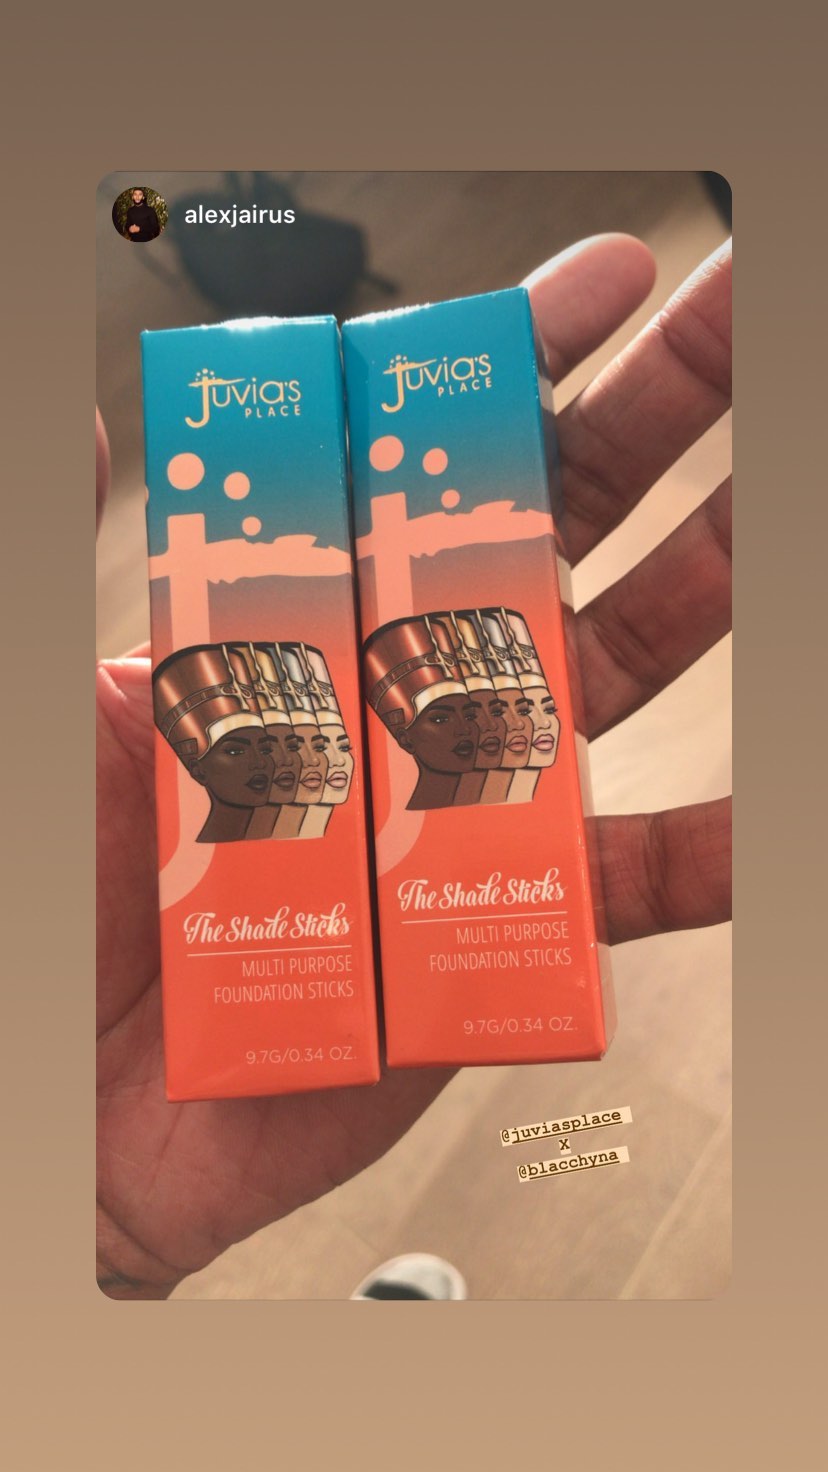 alexjairus
Juvia's
PLACE
Juvia's
PLACE
The Shade Sticks
MULTI PURPOSE
FOUNDATION STICKS
9.7G/0.34 OZ.
The Shade Sticks
MULTI PURPOSE
FOUNDATION STICKS
9.7G/0.34 OZ.
@juviasplace
X
@blacchyna